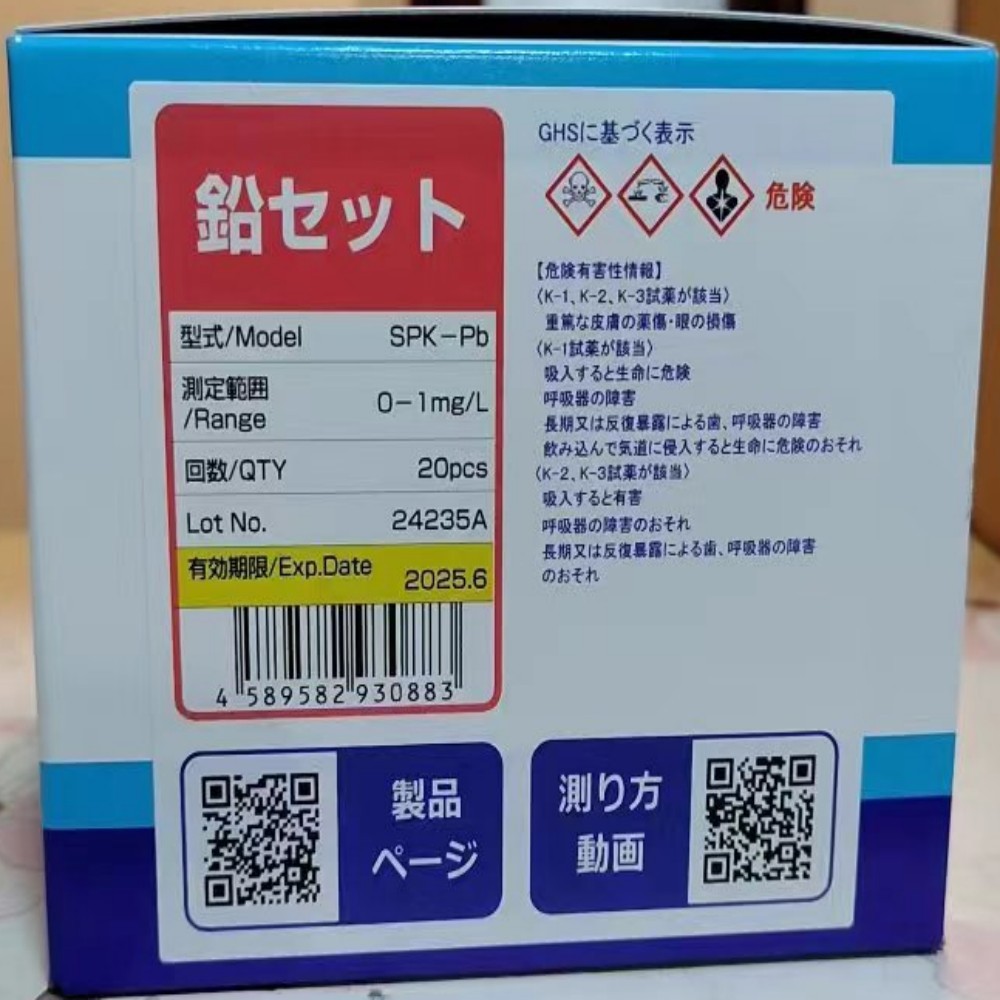 鉛セット
型式/Model SPK-Pb
測定範囲
/Range 0-1mg/L
回数/QTY 20pcs
Lot No. 24235A
有効期限/Exp.Date 2025.6
4 589582 930883
GHSに基づく表示
危険
【危険有害性情報】
〈K-1、K-2、K-3試薬が該当〉
重篤な皮膚の薬傷・眼の損傷
〈K-1試薬が該当〉
吸入すると生命に危険
呼吸器の障害
長期又は反復暴露による歯、呼吸器の障害
飲み込んで気道に侵入すると生命に危険のおそれ
〈K-2、K-3試薬が該当〉
吸入すると有害
呼吸器の障害のおそれ
長期又は反復暴露による歯、呼吸器の障害
のおそれ
製品
ページ
測り方
動画